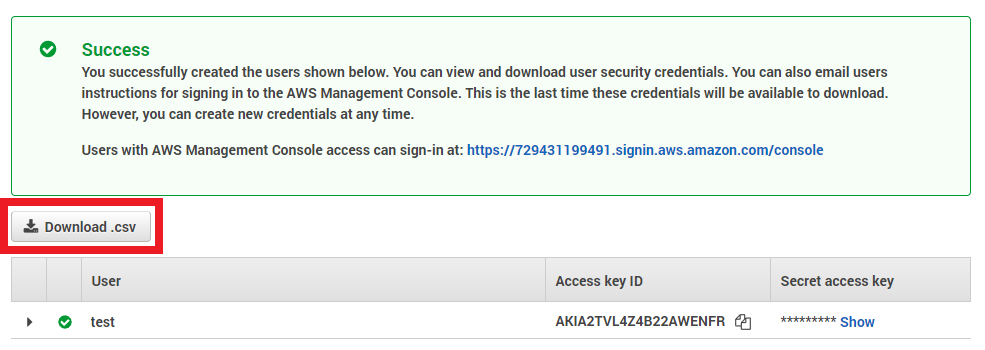 Success
You successfully created the users shown below. You can view and download user security credentials. You can also email users
instructions for signing in to the AWS Management Console. This is the last time these credentials will be available to download.
However, you can create new credentials at any time.
Users with AWS Management Console access can sign-in at: https://729431199491.signin.aws.amazon.com/console
Download .csv
User Access key ID Secret access key
test AKIA2TVL4Z4B22AWENFR ********* Show